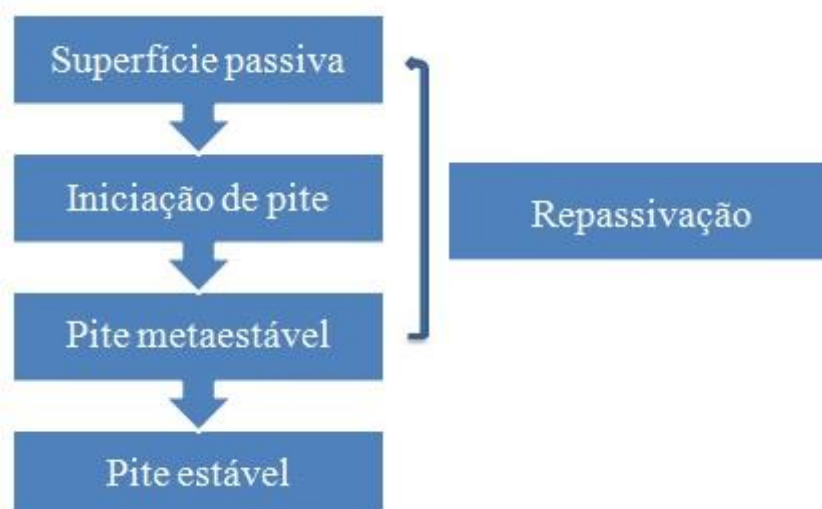 Superfície passiva
Iniciação de pite
Repassivação
Pite metaestável
Pite estável